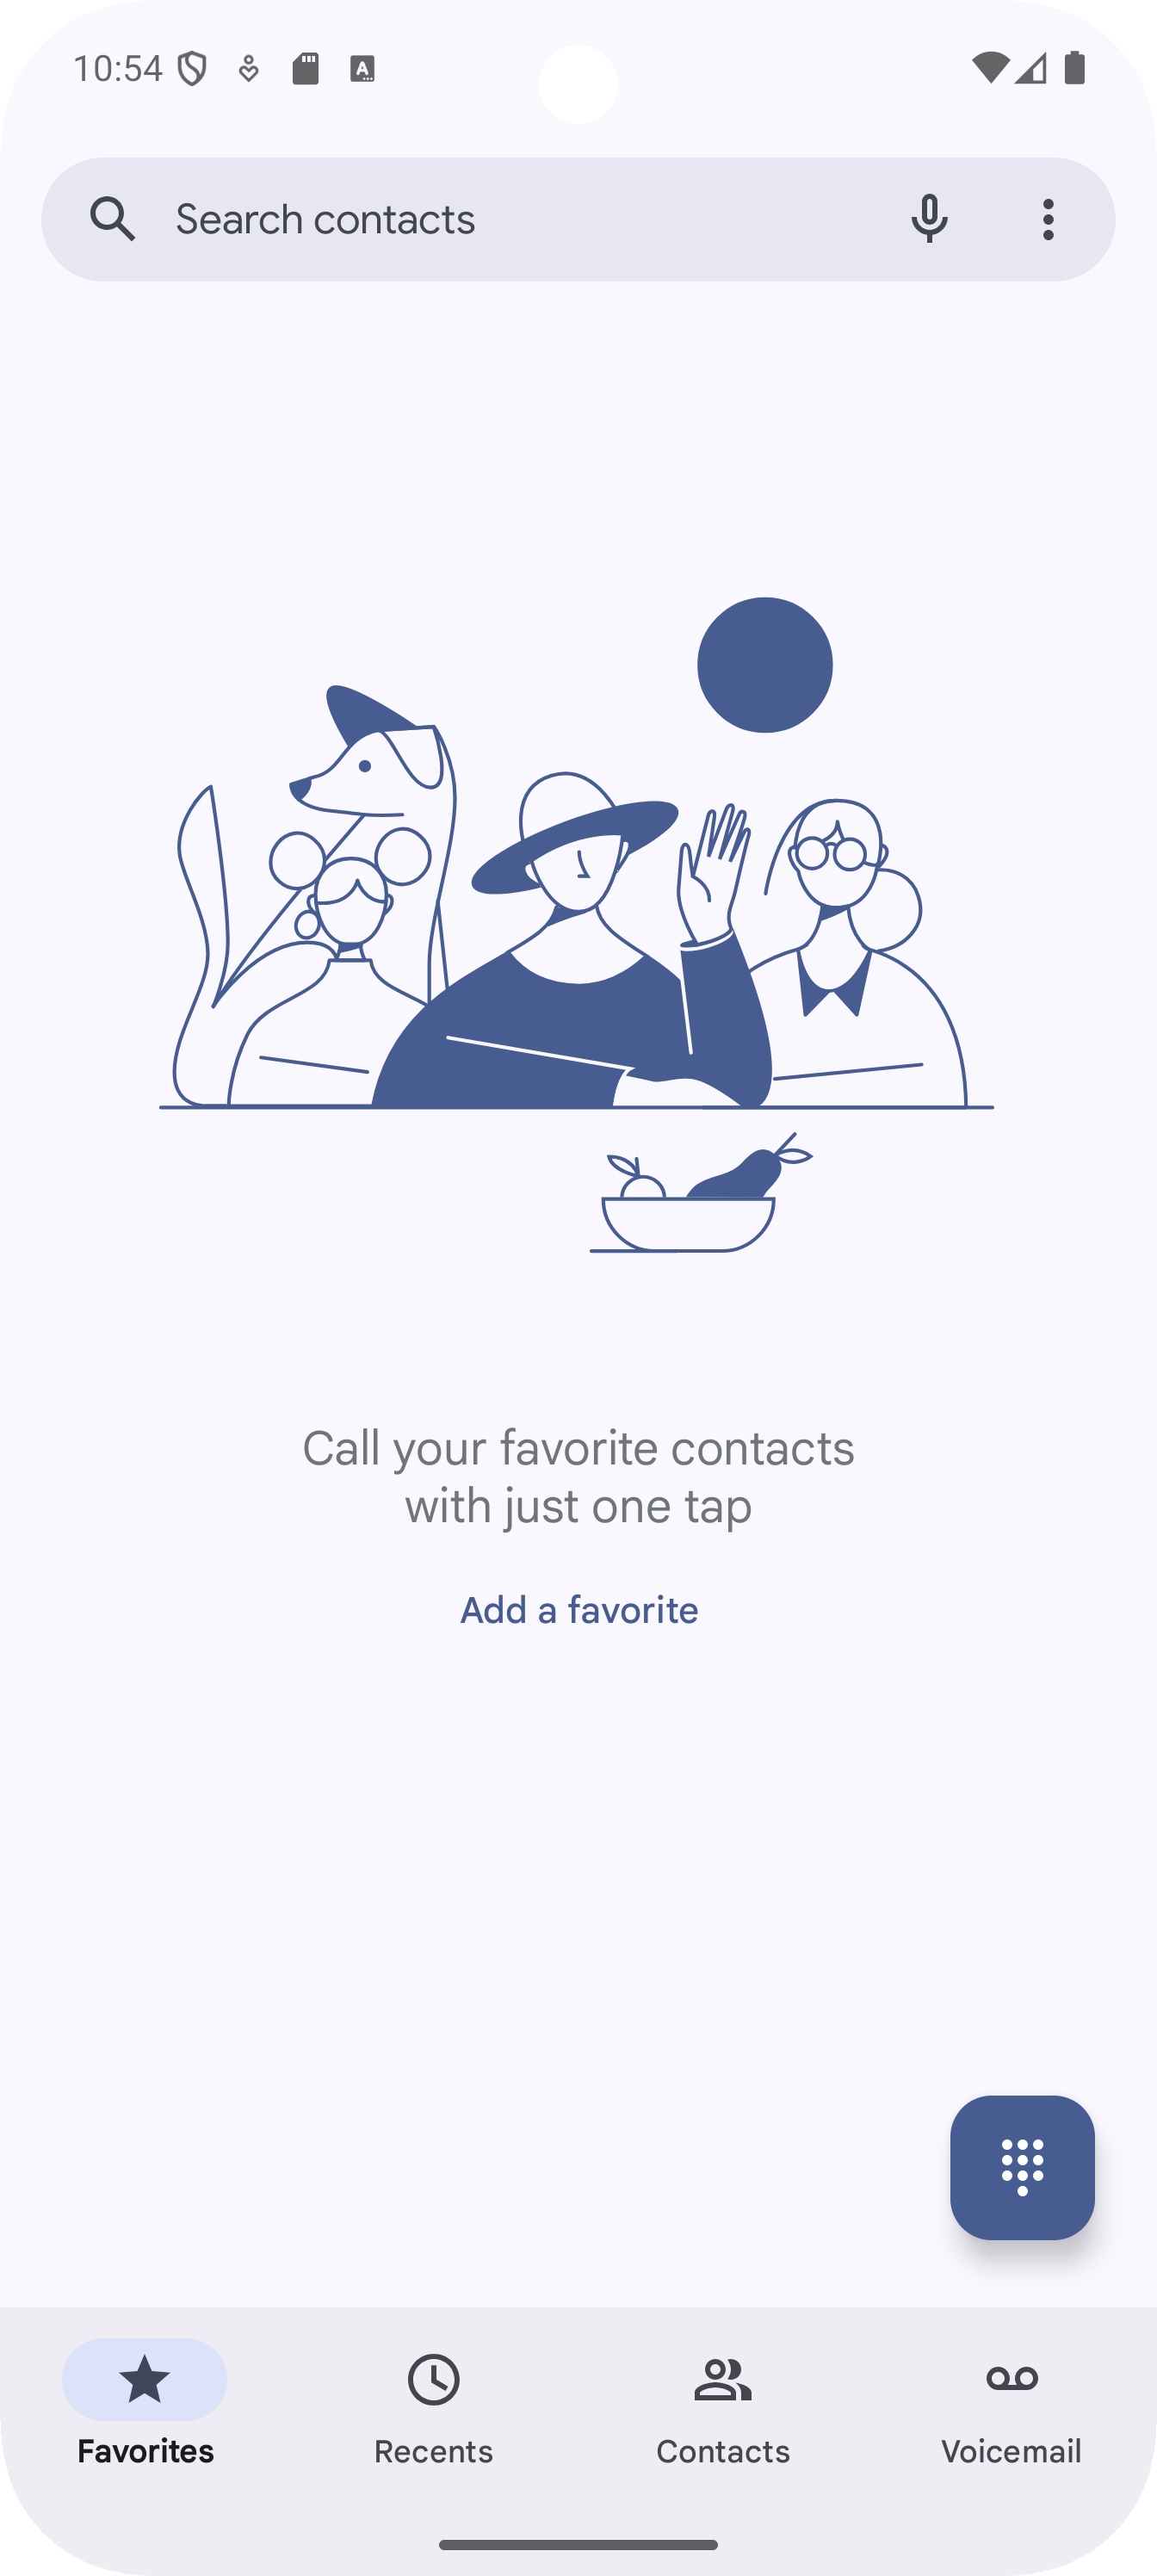 10:54
Search contacts
Call your favorite contacts
with just one tap
Add a favorite
Favorites
Recents
Contacts
Voicemail